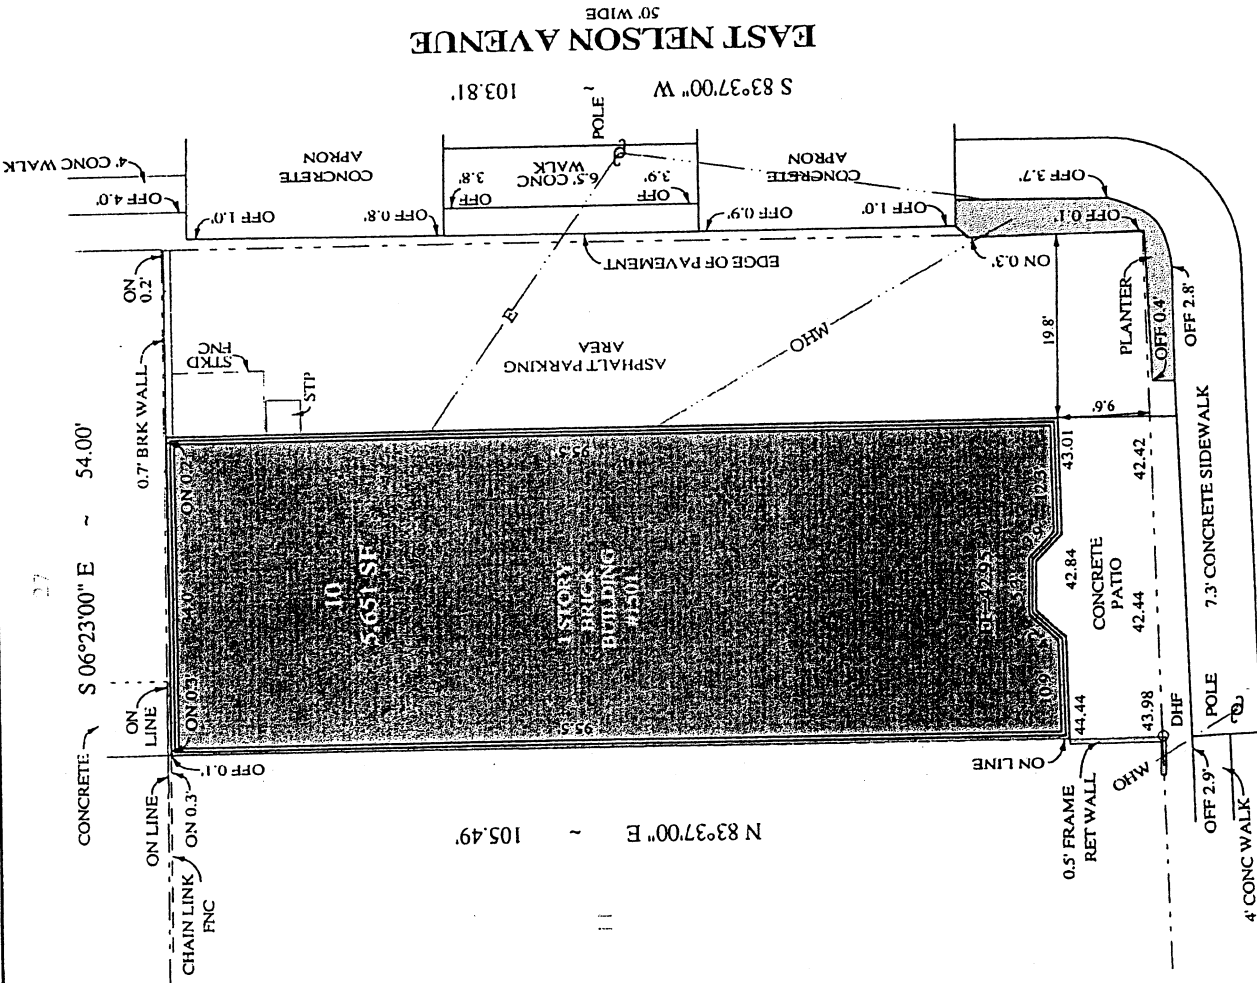 EAST NELSON AVENUE
50' WIDE
S 83°37'00" W ~ 103.81'
4' CONC WALK
OFF 4.0'
CONCRETE
APRON
OFF 1.0'
OFF 0.8'
OFF
3.8'
6.5' CONC
WALK
OFF
3.9'
POLE
CONCRETE
APRON
OFF 0.9'
OFF 1.0'
OFF 3.7'
OFF 0.1'
ON 0.3'
EDGE OF PAVEMENT
ON
0.2'
0.7' BRK WALL
STKD
FNC
STP
E
OHW
ASPHALT PARKING
AREA
19.8'
PLANTER
OFF 0.4'
OFF 2.8'
9.6'
S 06°23'00" E ~ 54.00'
27
ON 0.2'
34.0'
ON 0.3'
10
5,651 SF
1 STORY
BRICK
BUILDING
#1501
95.5'
12.3'
10.9'
43.01
42.42
42.84
CONCRETE
PATIO
42.44
44.44
43.98
7.3' CONCRETE SIDEWALK
DHF
POLE
OHW
OFF 2.9'
4' CONC WALK
0.5' FRAME
RET WALL
ON LINE
CONCRETE
ON
LINE
OFF 0.1'
ON LINE
ON 0.3'
CHAIN LINK
FNC
N 83°37'00" E ~ 105.49'
11